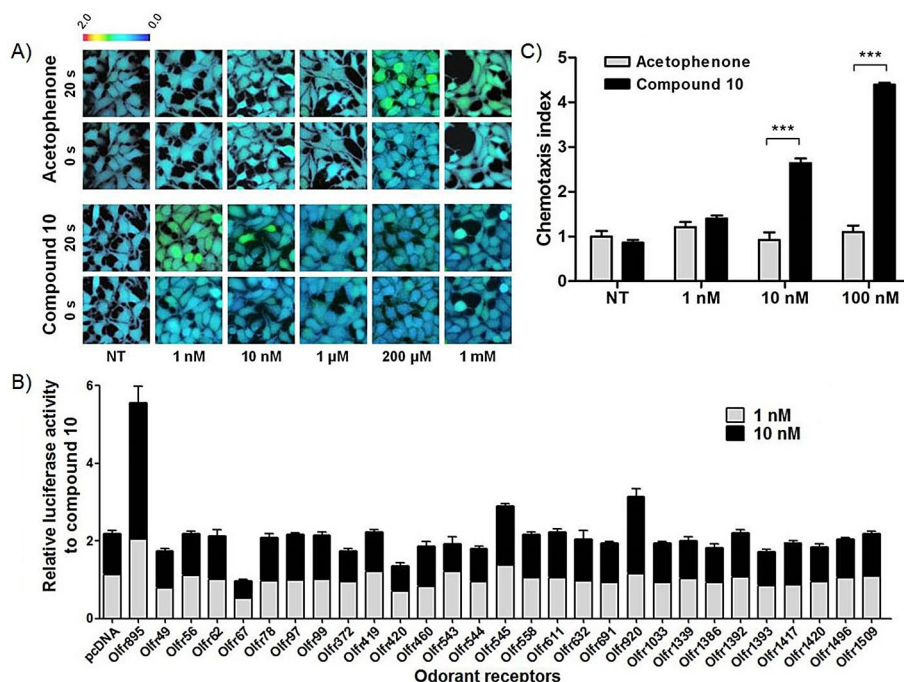 2.0
0.0
A)
Acetophenone
20 s
0 s
Compound 10
20 s
0 s
NT
1 nM
10 nM
1 µM
200 µM
1 mM
C)
Acetophenone
Compound 10
Chemotaxis index
5
4
3
2
1
0
***
***
NT
1 nM
10 nM
100 nM
B)
Relative luciferase activity
to compound 10
6
4
2
0
1 nM
10 nM
pcDNA
Olfr895
Olfr49
Olfr56
Olfr62
Olfr67
Olfr78
Olfr97
Olfr99
Olfr372
Olfr419
Olfr420
Olfr460
Olfr543
Olfr544
Olfr545
Olfr558
Olfr611
Olfr632
Olfr691
Olfr920
Olfr1033
Olfr1339
Olfr1386
Olfr1392
Olfr1393
Olfr1417
Olfr1420
Olfr1496
Olfr1509
Odorant receptors